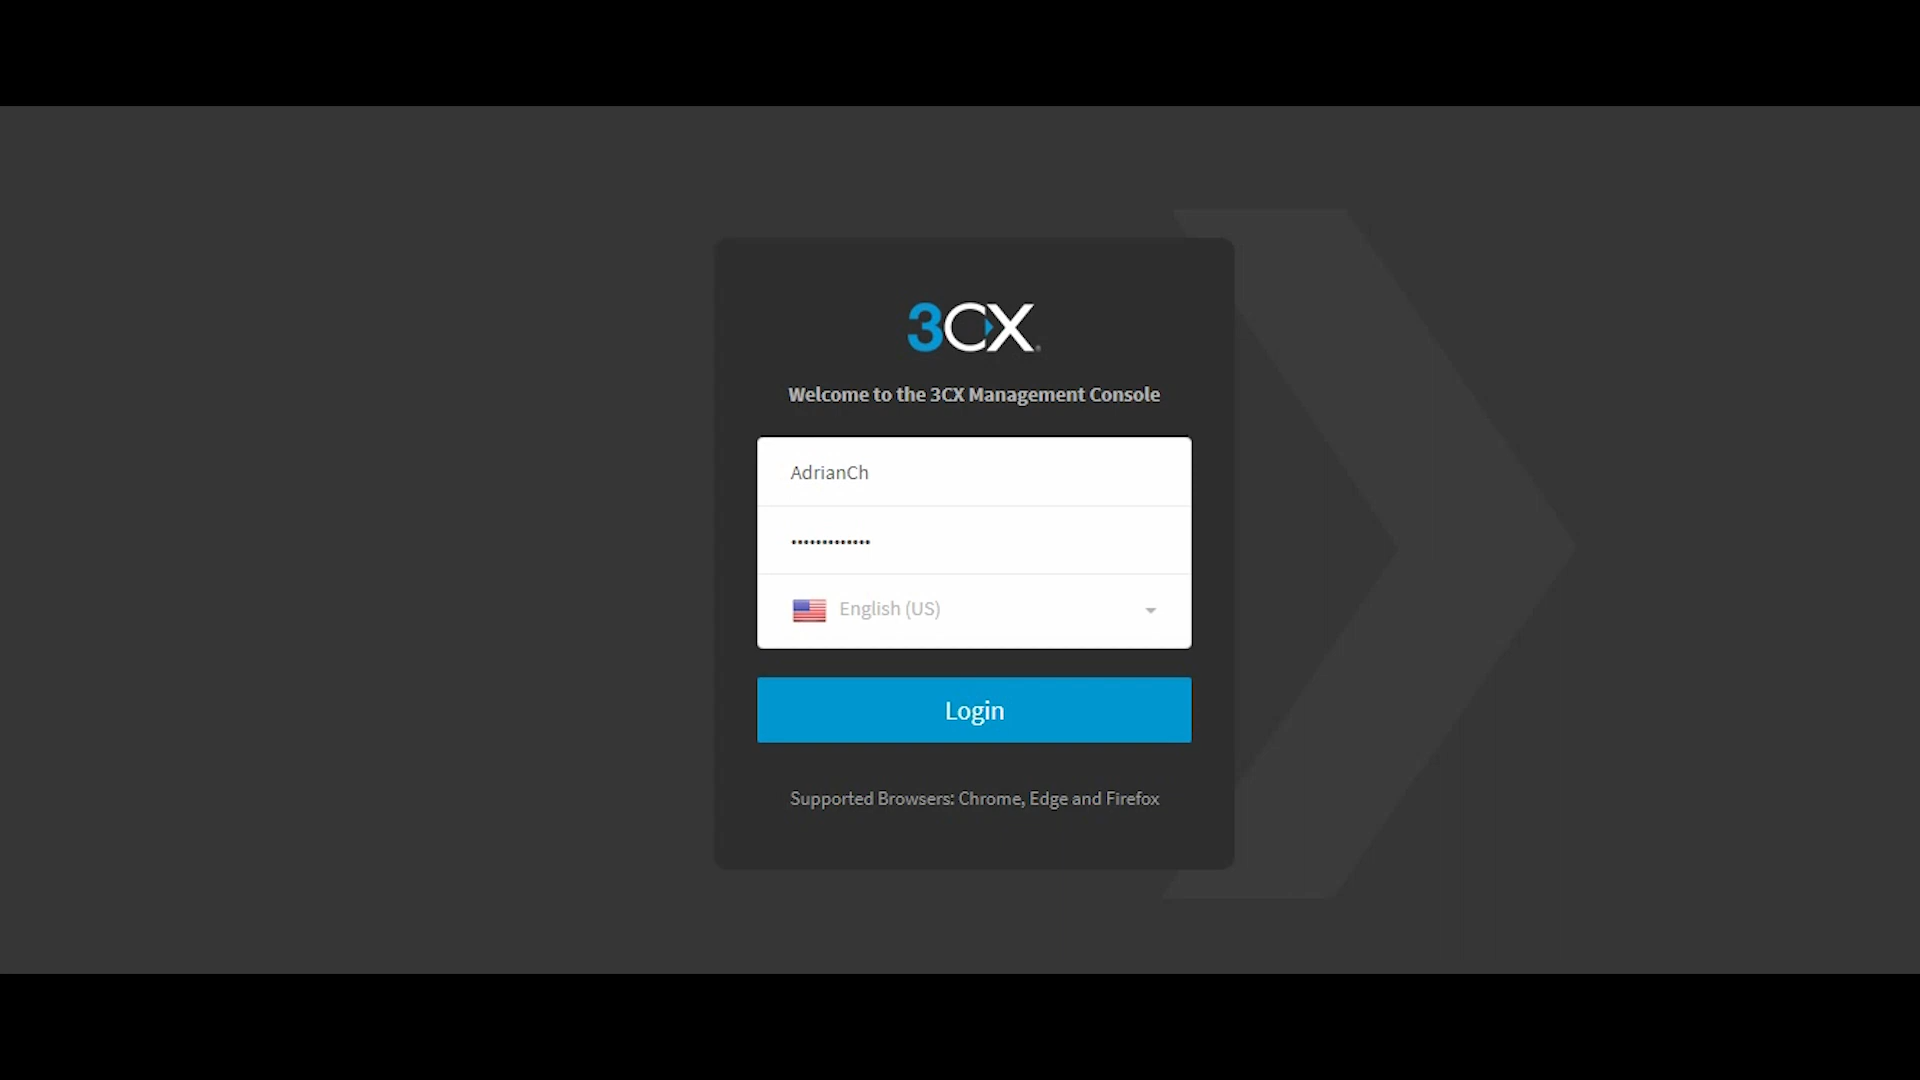 3CX
Welcome to the 3CX Management Console
AdrianCh
•••••••••••••
English (US)
Login
Supported Browsers: Chrome, Edge and Firefox